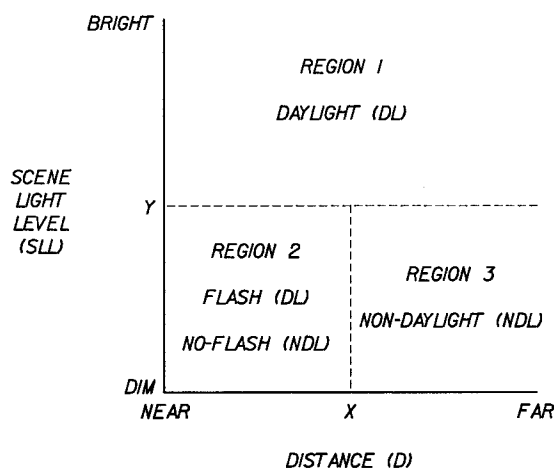 BRIGHT
REGION 1
DAYLIGHT (DL)
SCENE
LIGHT
LEVEL
(SLL)
Y
REGION 2
FLASH (DL)
NO-FLASH (NDL)
REGION 3
NON-DAYLIGHT (NDL)
DIM
NEAR
X
FAR
DISTANCE (D)